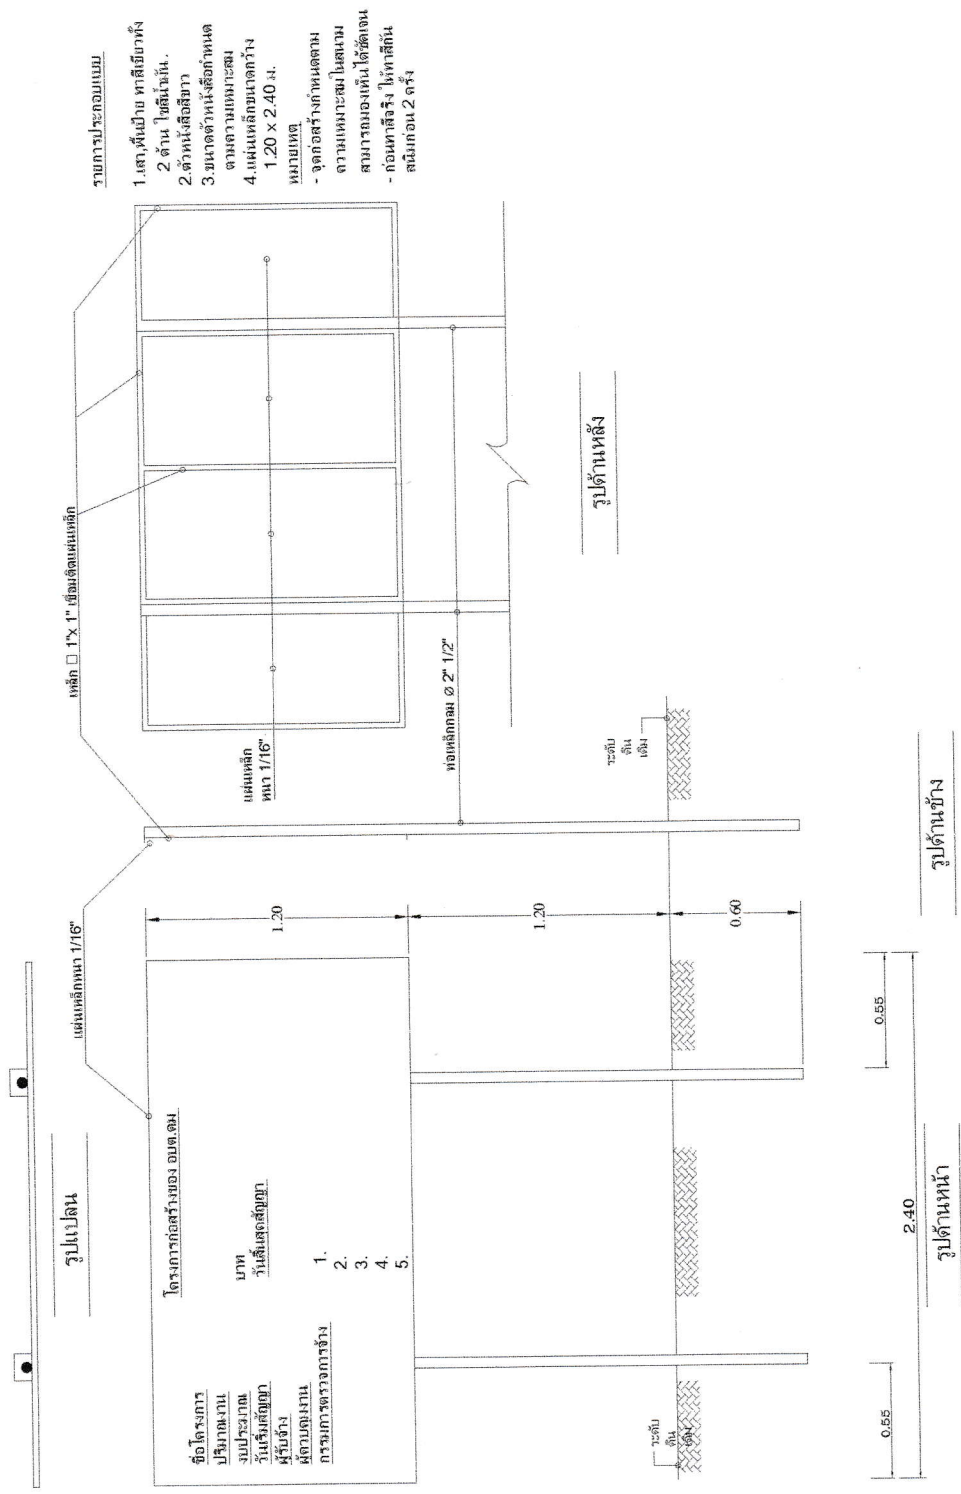 รูปแปลน
แผ่นเหล็กหนา 1/16"
เหล็ก □ 1"x 1" เชื่อมติดแผ่นเหล็ก
รายการประกอบแบบ
1.เสา,พื้นป้าย ทาสีเขียวทั้ง
2 ด้าน ใช้สีน้ำมัน.
2.ตัวหนังสือสีขาว
3.ขนาดตัวหนังสือกำหนด
ตามความเหมาะสม
4.แผ่นเหล็กขนาดกว้าง
1.20 x 2.40 ม.
หมายเหตุ
- จุดก่อสร้างกำหนดตาม
ความเหมาะสมในสนาม
สามารถมองเห็นได้ชัดเจน
- ก่อนทาสีจริง ให้ทาสีกัน
สนิมก่อน 2 ครั้ง
โครงการก่อสร้างของ อบต.คม
ชื่อโครงการ
ปริมาณงาน
งบประมาณ บาท
วันเริ่มสัญญา วันสิ้นสุดสัญญา
ผู้รับจ้าง
ผู้ควบคุมงาน
กรรมการตรวจการจ้าง 1.
2.
3.
4.
5.
1.20
1.20
0.60
แผ่นเหล็ก
หนา 1/16"
ท่อเหล็กกลม ø 2" 1/2"
ระดับ
ดิน
เดิม
ระดับ
ดิน
เดิม
0.55
0.55
2.40
รูปด้านหน้า
รูปด้านข้าง
รูปด้านหลัง